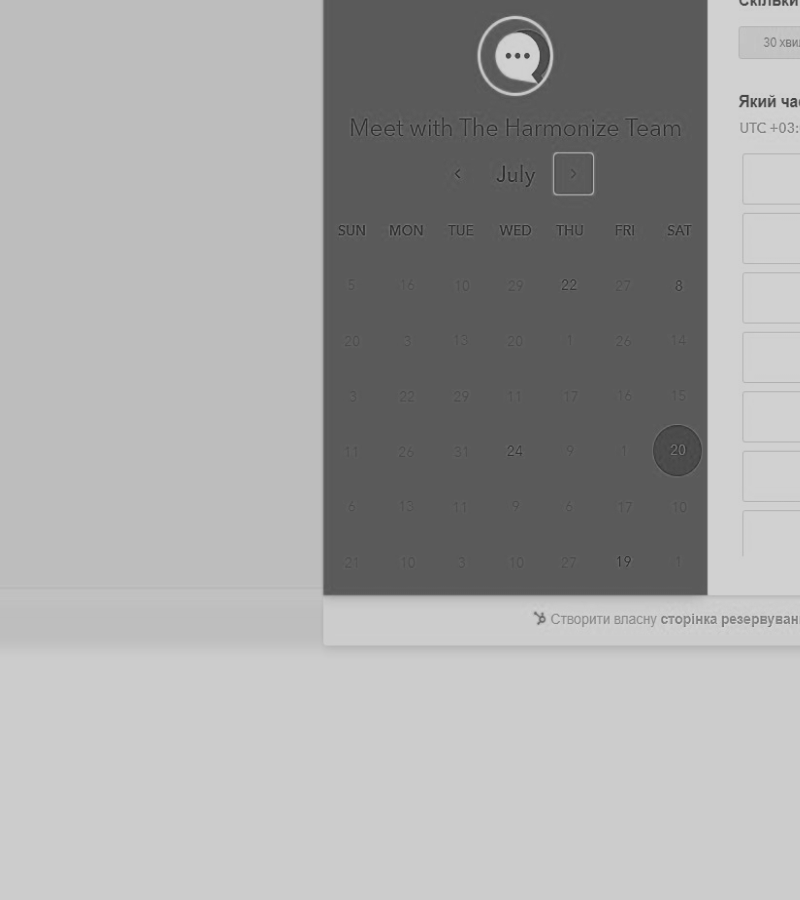 Скільки
30 хви
Який ча
UTC +03:
Meet with The Harmonize Team
July
SUN MON TUE WED THU FRI SAT
5 16 10 29 22 27 8
20 3 13 20 1 26 14
3 22 29 11 17 16 15
11 26 31 24 9 1 20
6 13 11 9 6 17 10
21 10 3 10 27 19 1
Створити власну сторінка резервуван